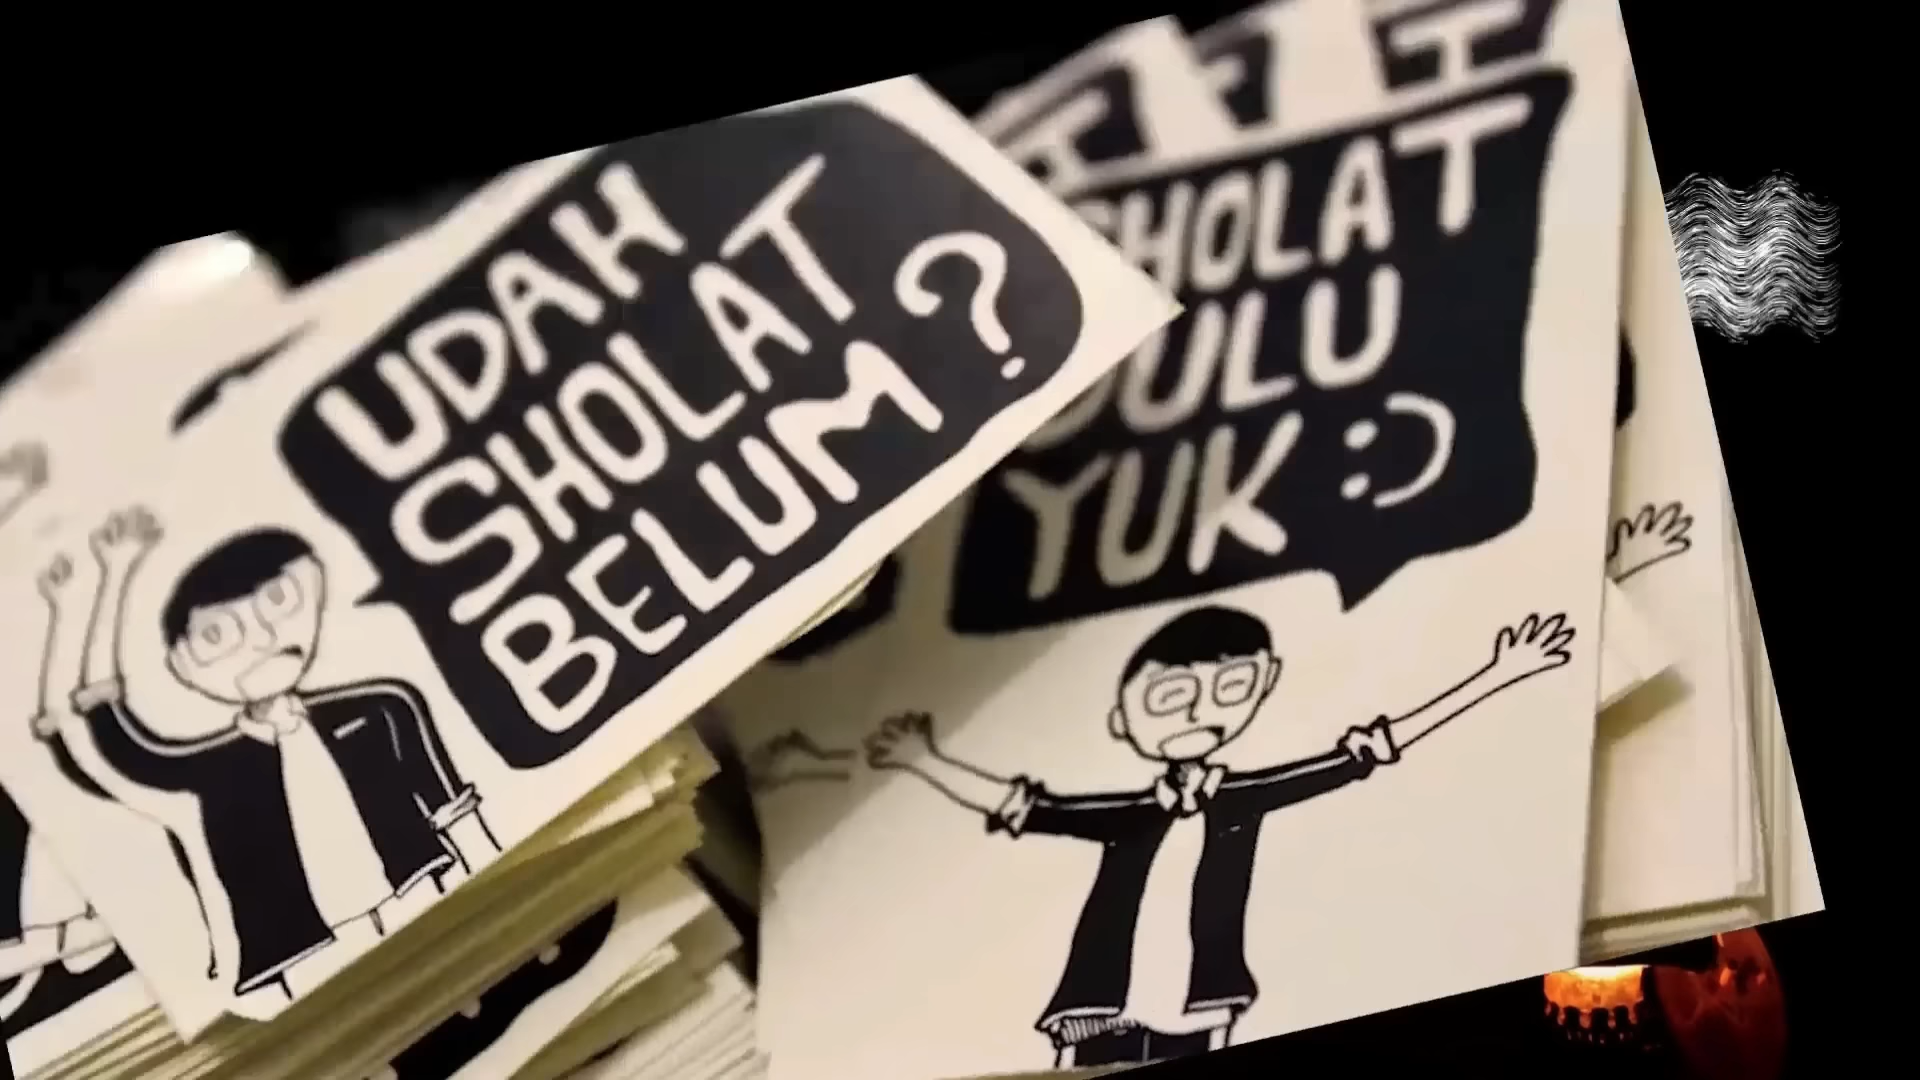 UDAH
SHOLAT
BELUM?
SHOLAT
DULU
YUK :)